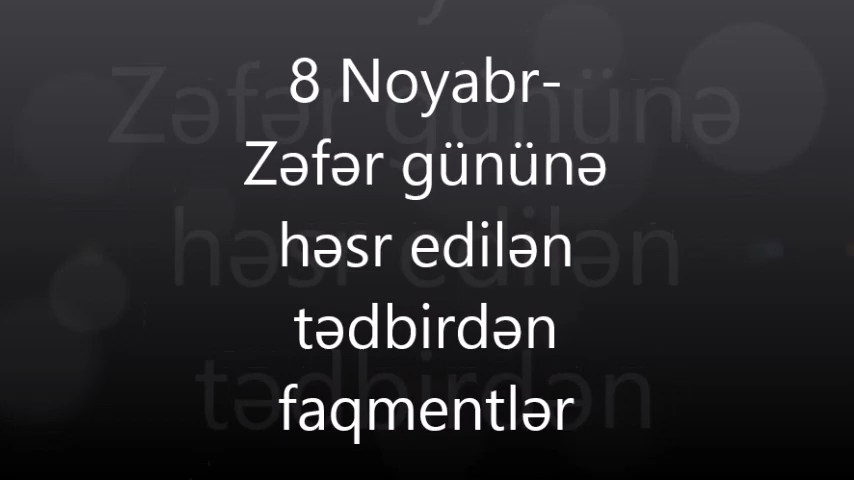 8 Noyabr-
Zəfər gününə
həsr edilən
tədbirdən
faqmentlər